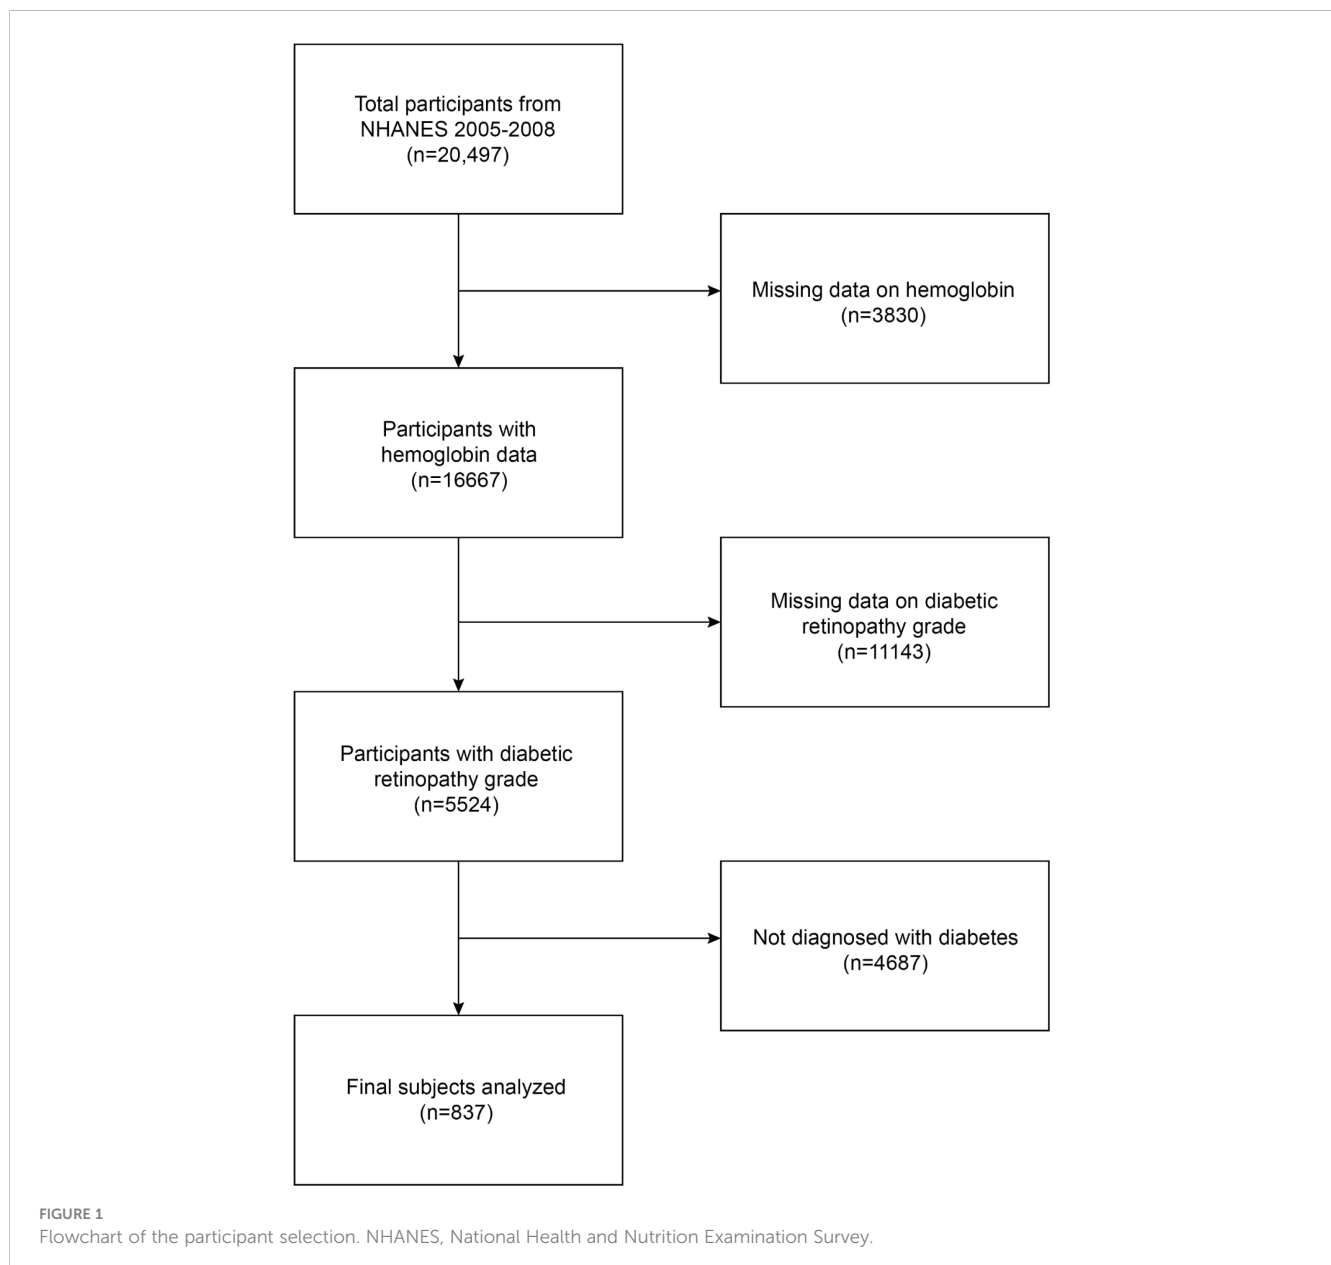 Total participants from
NHANES 2005-2008
(n=20,497)
Missing data on hemoglobin
(n=3830)
Participants with
hemoglobin data
(n=16667)
Missing data on diabetic
retinopathy grade
(n=11143)
Participants with diabetic
retinopathy grade
(n=5524)
Not diagnosed with diabetes
(n=4687)
Final subjects analyzed
(n=837)
FIGURE 1
Flowchart of the participant selection. NHANES, National Health and Nutrition Examination Survey.